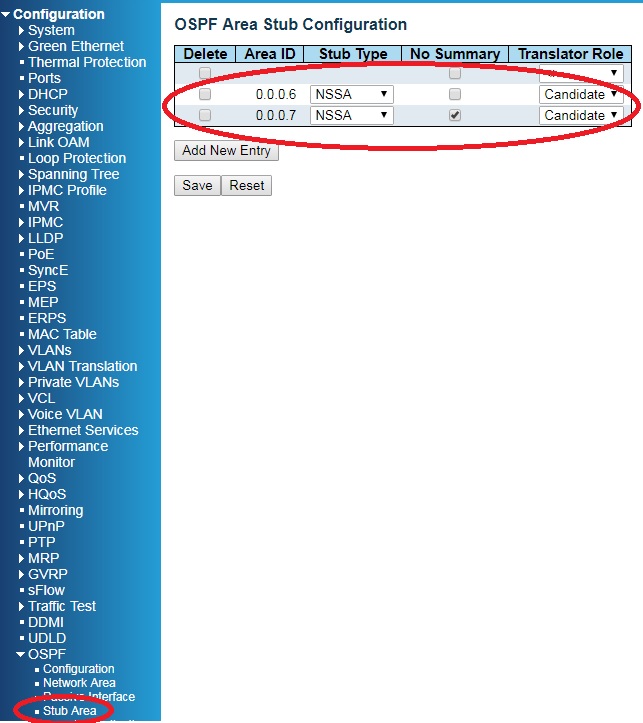 Configuration
System
Green Ethernet
Thermal Protection
Ports
DHCP
Security
Aggregation
Link OAM
Loop Protection
Spanning Tree
IPMC Profile
MVR
IPMC
LLDP
PoE
SyncE
EPS
MEP
ERPS
MAC Table
VLANs
VLAN Translation
Private VLANs
VCL
Voice VLAN
Ethernet Services
Performance
Monitor
QoS
HQoS
Mirroring
UPnP
PTP
MRP
GVRP
sFlow
Traffic Test
DDMI
UDLD
OSPF
Configuration
Network Area
Passive Interface
Stub Area
OSPF Area Stub Configuration
Delete Area ID Stub Type No Summary Translator Role
0.0.0.6 NSSA Candidate
0.0.0.7 NSSA Candidate
Add New Entry
Save Reset